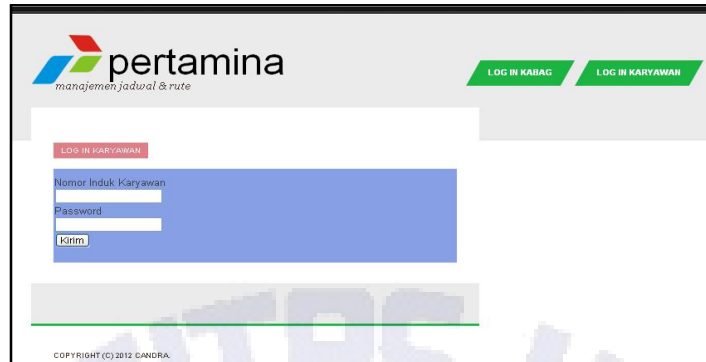 pertamina
manajemen jadwal & rute
LOG IN KABAG
LOG IN KARYAWAN
LOG IN KARYAWAN
Nomor Induk Karyawan
Password
Kirim
COPYRIGHT (C) 2012 CANDRA.